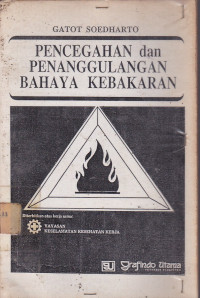 GATOT SOEDHARTO
PENCEGAHAN dan
PENANGGULANGAN
BAHAYA KEBAKARAN
Diterbitkan atas kerja sama:
YAYASAN
KESELAMATAN KESEHATAN KERJA
Grafindo Utama